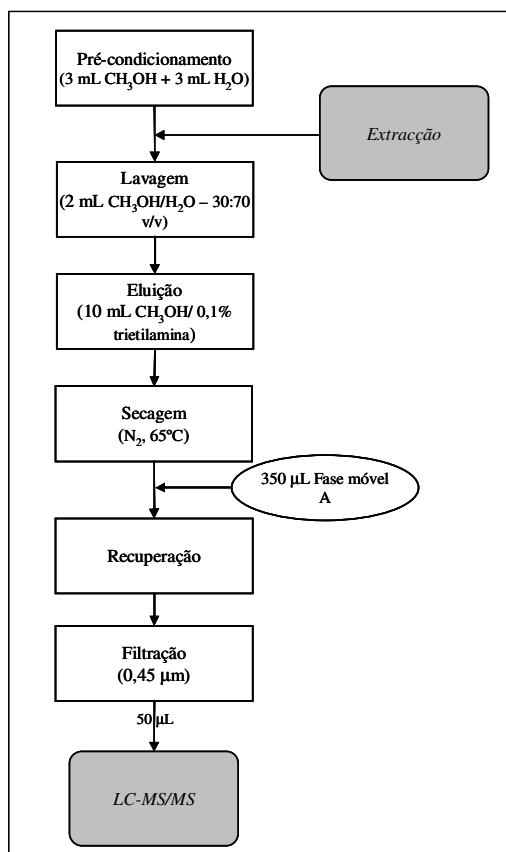 Pré-condicionamento
(3 mL CH₃OH + 3 mL H₂O)
Extracção
Lavagem
(2 mL CH₃OH/H₂O – 30:70
v/v)
Eluição
(10 mL CH₃OH/ 0,1%
trietilamina)
Secagem
(N₂, 65ºC)
350 µL Fase móvel
A
Recuperação
Filtração
(0,45 µm)
50 µL
LC-MS/MS